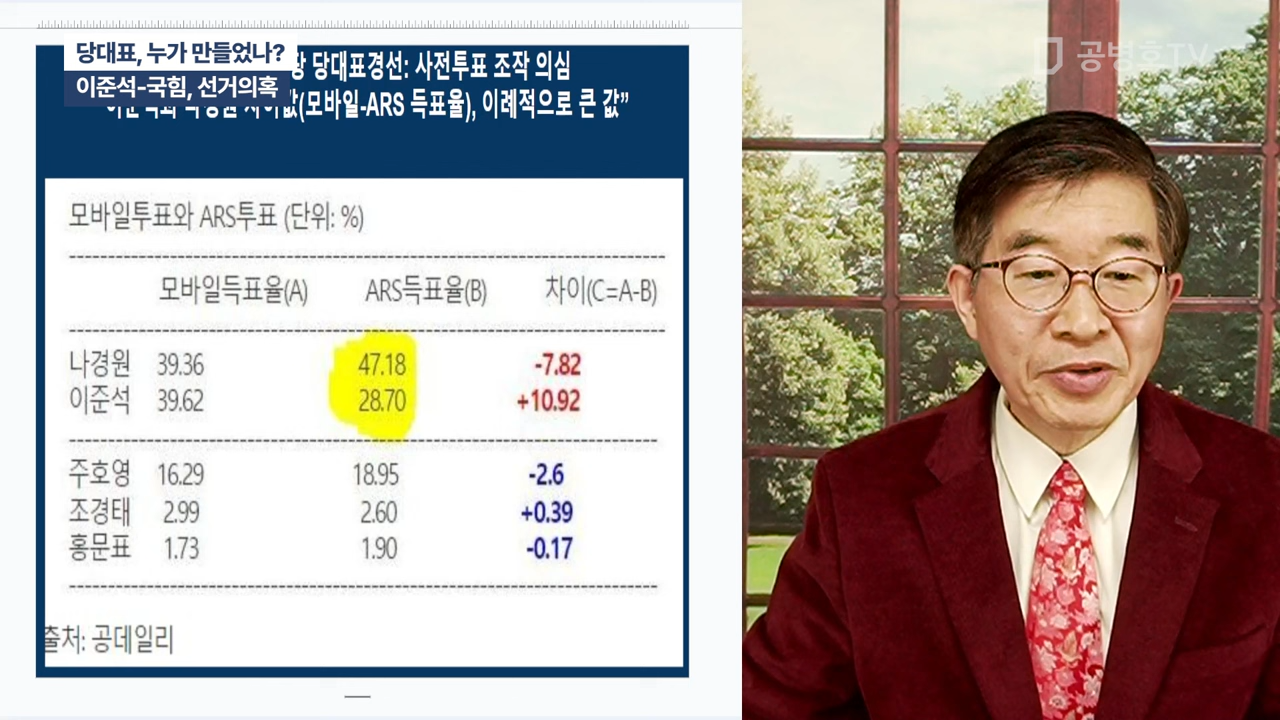 당대표, 누가 만들었나?
이준석-국힘, 선거의혹
당대표경선: 사전투표 조작 의심
(모바일-ARS 득표율), 이례적으로 큰 값”
모바일투표와 ARS투표 (단위: %)
모바일득표율(A) ARS득표율(B) 차이(C=A-B)
나경원 39.36 47.18 -7.82
이준석 39.62 28.70 +10.92
주호영 16.29 18.95 -2.6
조경태 2.99 2.60 +0.39
홍문표 1.73 1.90 -0.17
출처: 공데일리
공병호TV